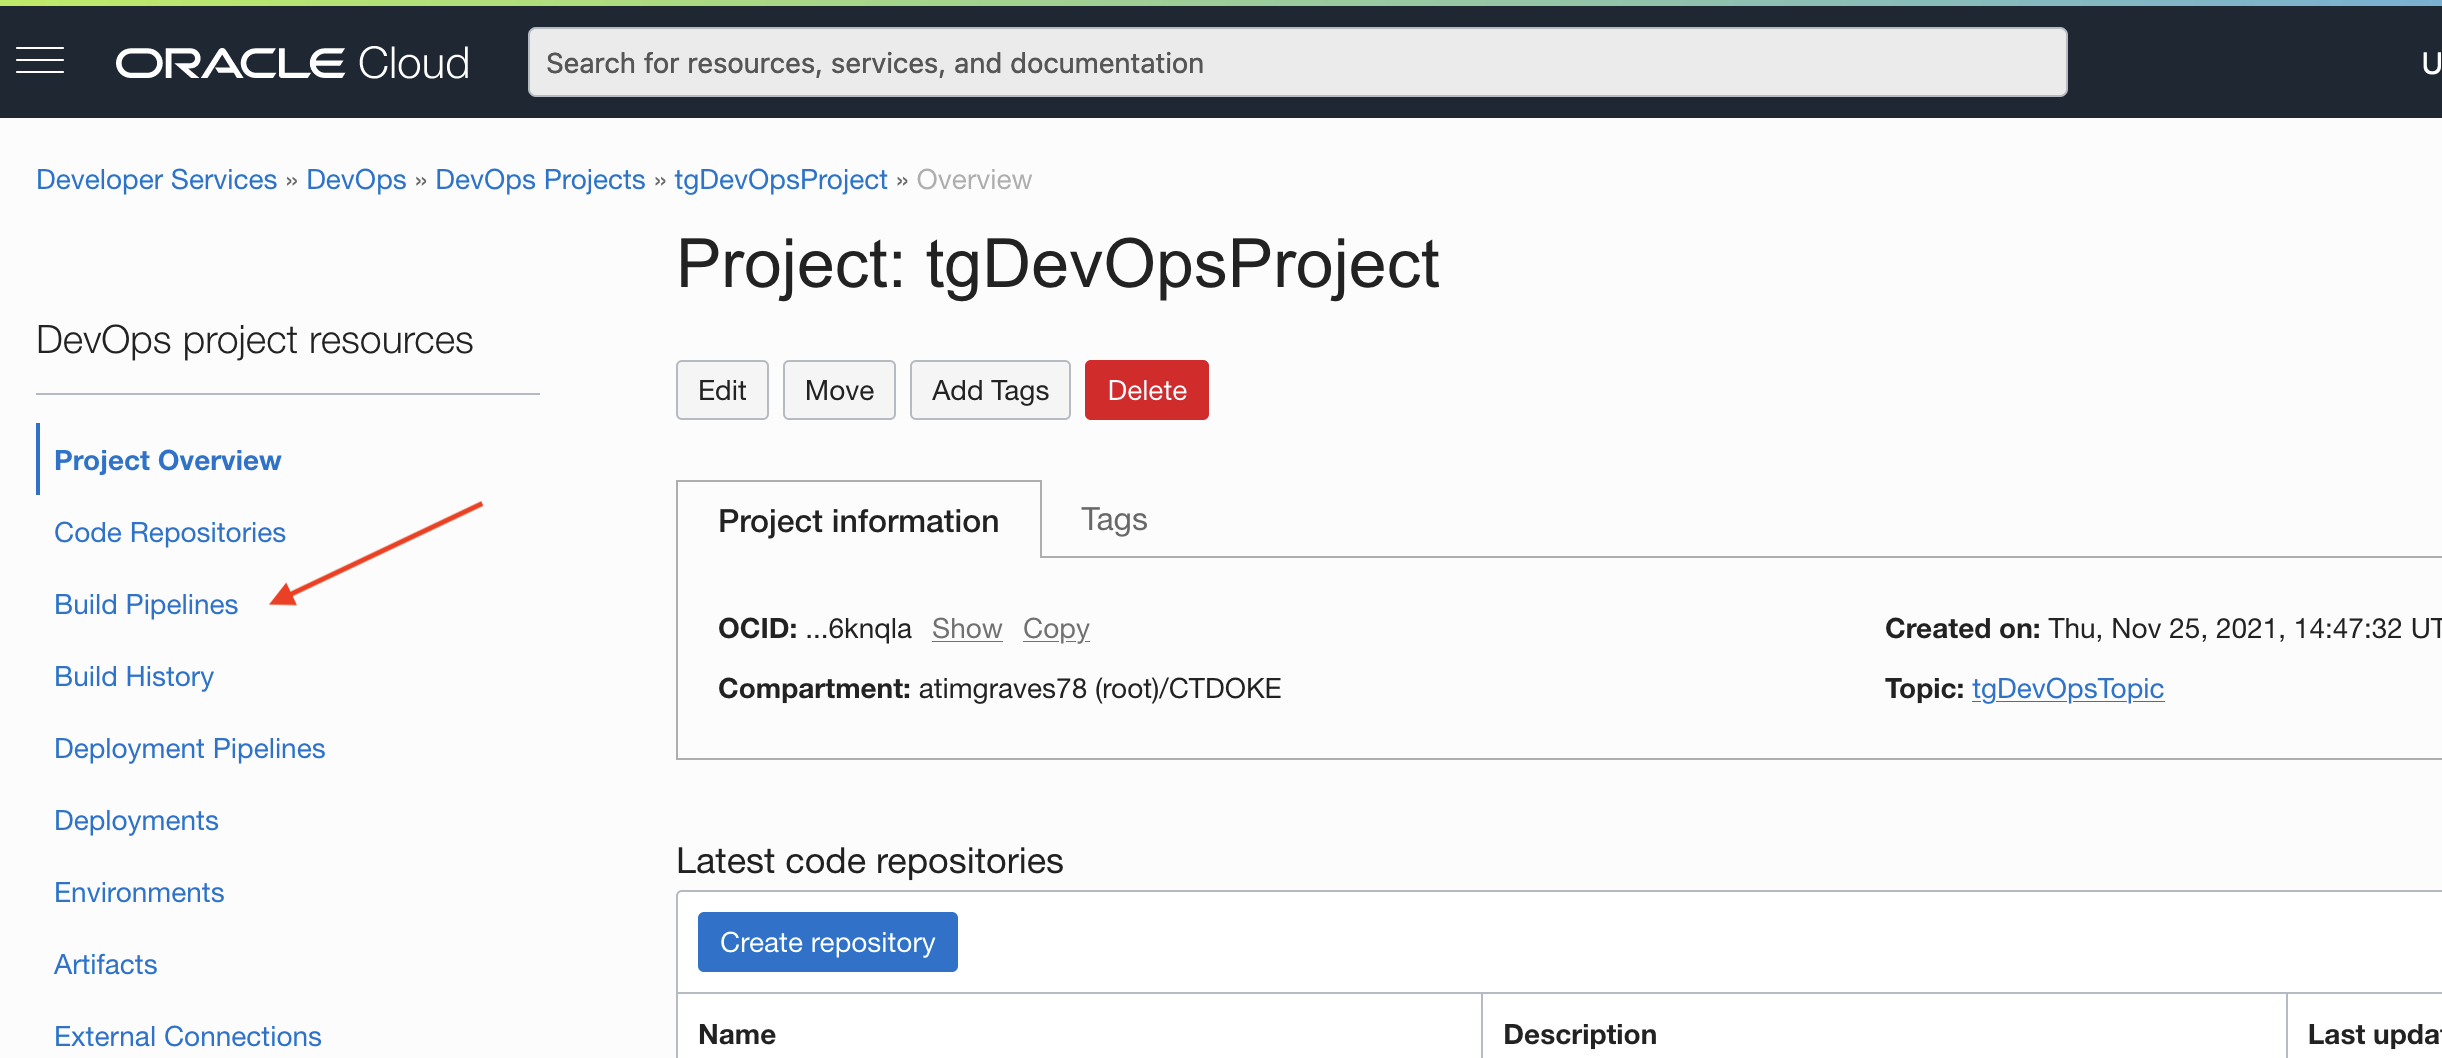 ORACLE Cloud
Search for resources, services, and documentation
U
Developer Services » DevOps » DevOps Projects » tgDevOpsProject » Overview
Project: tgDevOpsProject
DevOps project resources
Edit
Move
Add Tags
Delete
Project Overview
Code Repositories
Build Pipelines
Build History
Deployment Pipelines
Deployments
Environments
Artifacts
External Connections
Project information
Tags
OCID: ...6knqla Show Copy
Created on: Thu, Nov 25, 2021, 14:47:32 UT
Compartment: atimgraves78 (root)/CTDOKE
Topic: tgDevOpsTopic
Latest code repositories
Create repository
Name
Description
Last upda